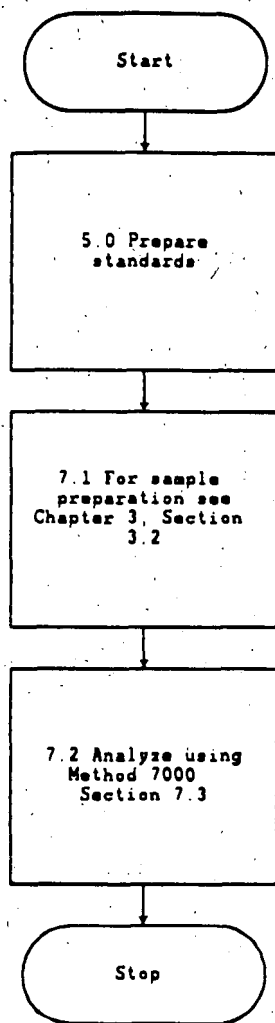 Start
5.0 Prepare
standards
7.1 For sample
preparation see
Chapter 3, Section
3.2
7.2 Analyze using
Method 7000
Section 7.3
Stop